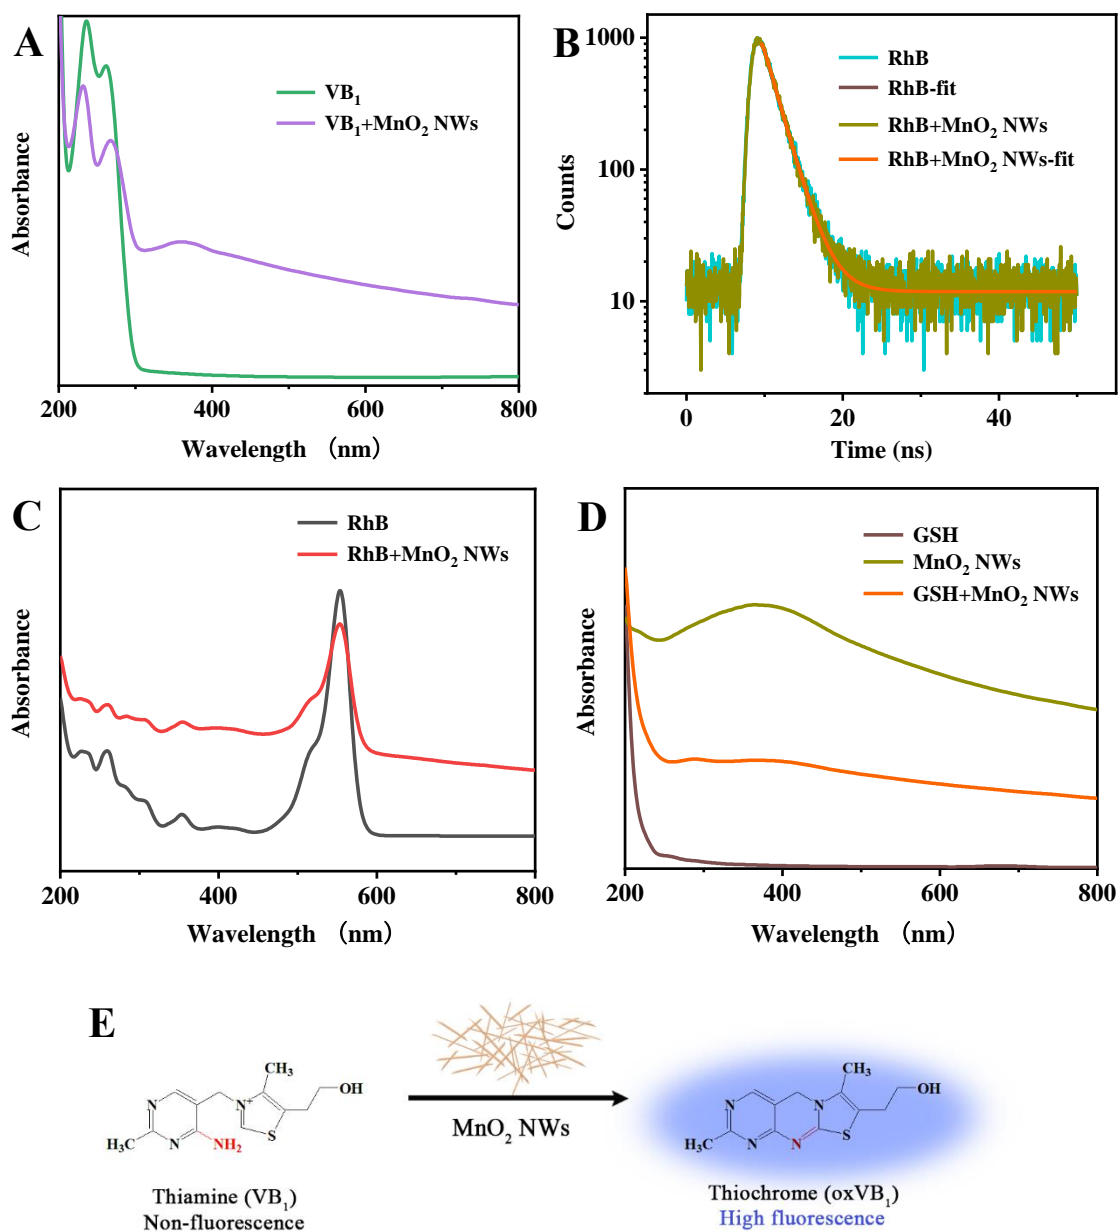 A
VB₁
VB₁+MnO₂ NWs
Absorbance
200
400
600
800
Wavelength （nm）
B
1000
100
10
RhB
RhB-fit
RhB+MnO₂ NWs
RhB+MnO₂ NWs-fit
Counts
0
20
40
Time (ns)
C
RhB
RhB+MnO₂ NWs
Absorbance
200
400
600
800
Wavelength （nm）
D
GSH
MnO₂ NWs
GSH+MnO₂ NWs
Absorbance
200
400
600
800
Wavelength （nm）
E
CH₃
OH
N
N⁺
S
H₃C
N
NH₂
Thiamine (VB₁)
Non-fluorescence
MnO₂ NWs
CH₃
OH
N
N
S
H₃C
N
N
Thiochrome (oxVB₁)
High fluorescence